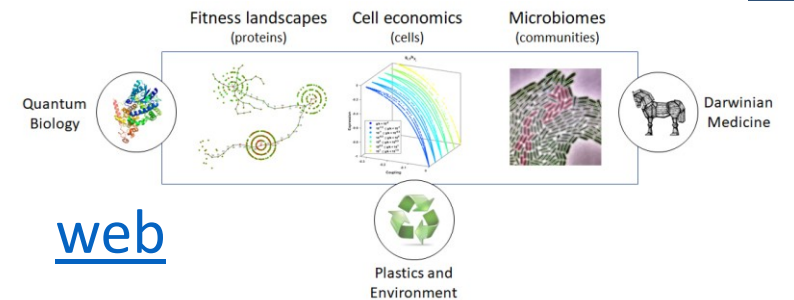 Fitness landscapes
(proteins)
Cell economics
(cells)
Microbiomes
(communities)
Quantum
Biology
Darwinian
Medicine
web
Plastics and
Environment